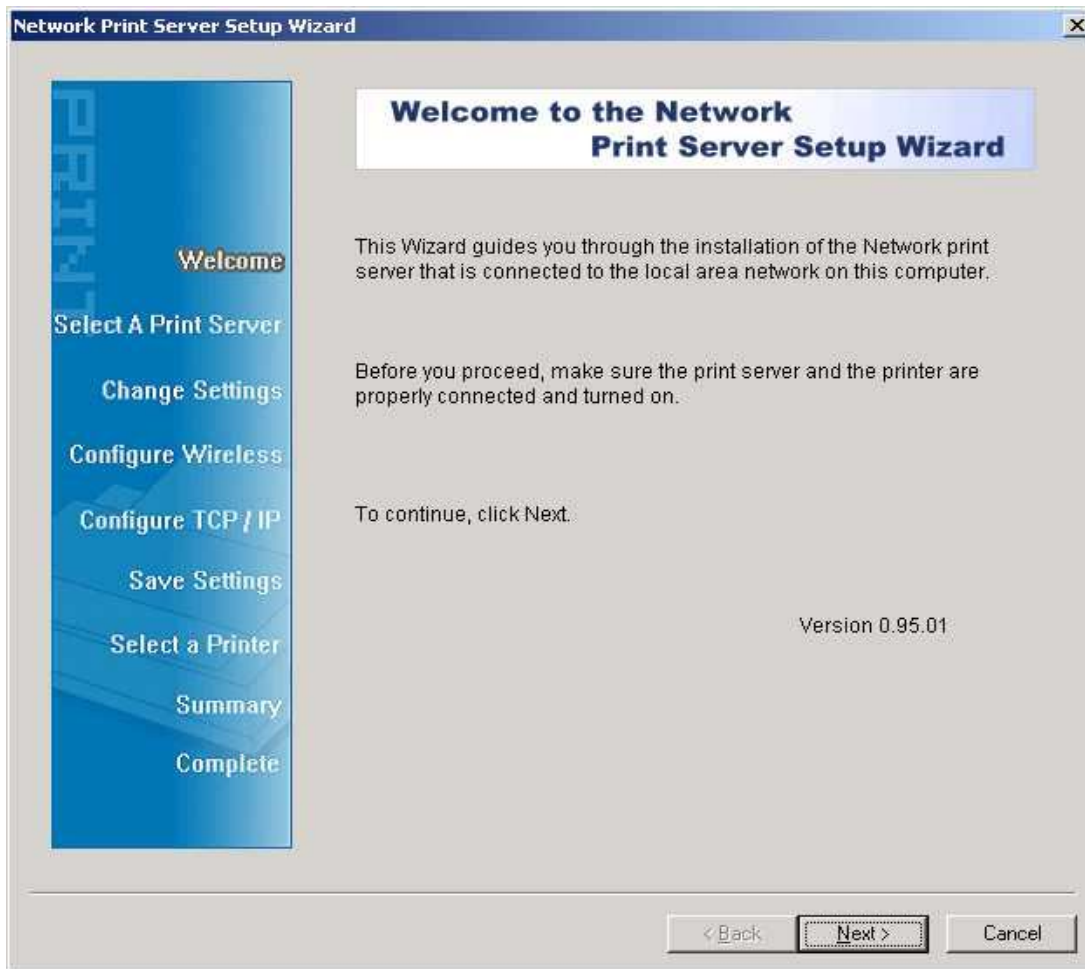 Network Print Server Setup Wizard
PRINT
Welcome
Select A Print Server
Change Settings
Configure Wireless
Configure TCP / IP
Save Settings
Select a Printer
Summary
Complete
Welcome to the Network
Print Server Setup Wizard
This Wizard guides you through the installation of the Network print
server that is connected to the local area network on this computer.
Before you proceed, make sure the print server and the printer are
properly connected and turned on.
To continue, click Next.
Version 0.95.01
< Back
Next >
Cancel